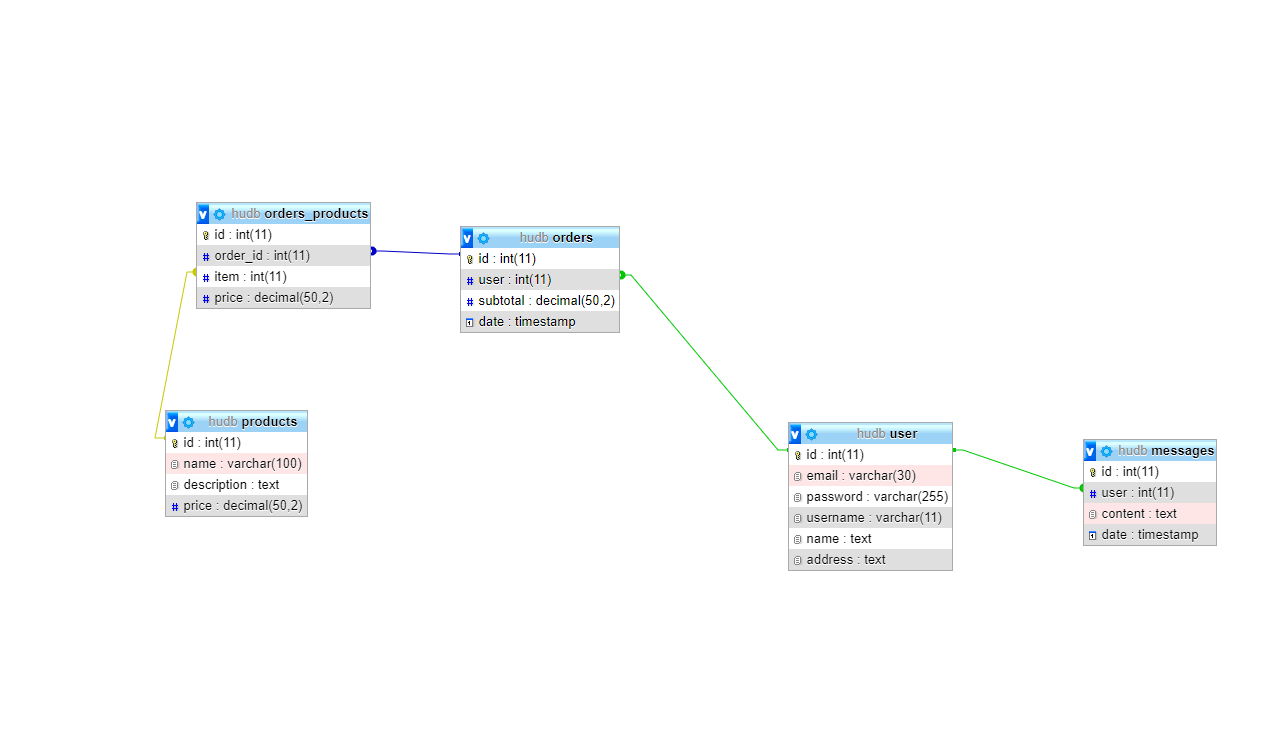 v hudb orders_products
id : int(11)
# order_id : int(11)
# item : int(11)
# price : decimal(50,2)
v hudb orders
id : int(11)
# user : int(11)
# subtotal : decimal(50,2)
date : timestamp
v hudb products
id : int(11)
name : varchar(100)
description : text
# price : decimal(50,2)
v hudb user
id : int(11)
email : varchar(30)
password : varchar(255)
username : varchar(11)
name : text
address : text
v hudb messages
id : int(11)
# user : int(11)
content : text
date : timestamp